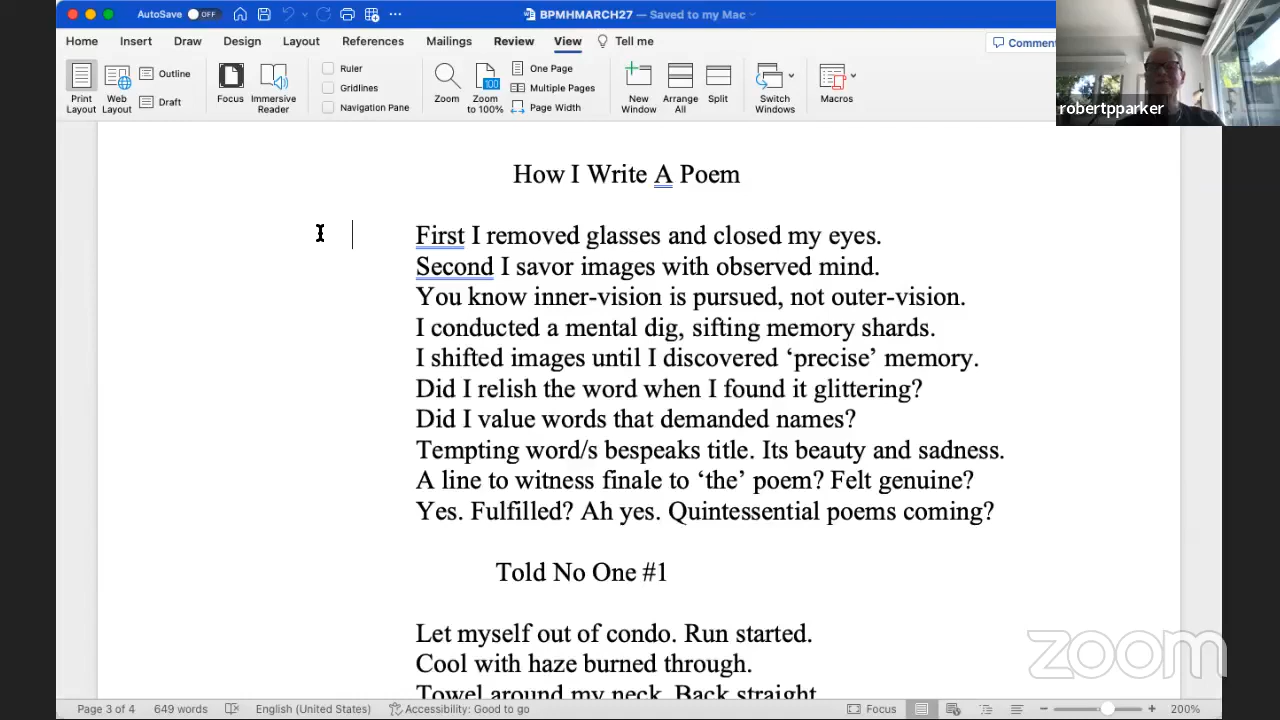 AutoSave OFF BPMHMARCH27 — Saved to my Mac
Home Insert Draw Design Layout References Mailings Review View Tell me Commen
Print Layout
Web Layout
Outline
Draft
Focus
Immersive Reader
Ruler
Gridlines
Navigation Pane
Zoom
100
Zoom to 100%
One Page
Multiple Pages
Page Width
New Window
Arrange All
Split
Switch Windows
Macros
robertpparker
How I Write A Poem
First I removed glasses and closed my eyes.
Second I savor images with observed mind.
You know inner-vision is pursued, not outer-vision.
I conducted a mental dig, sifting memory shards.
I shifted images until I discovered ‘precise’ memory.
Did I relish the word when I found it glittering?
Did I value words that demanded names?
Tempting word/s bespeaks title. Its beauty and sadness.
A line to witness finale to ‘the’ poem? Felt genuine?
Yes. Fulfilled? Ah yes. Quintessential poems coming?
Told No One #1
Let myself out of condo. Run started.
Cool with haze burned through.
Towel around my neck. Back straight
zoom
Page 3 of 4 649 words English (United States) Accessibility: Good to go Focus 200%